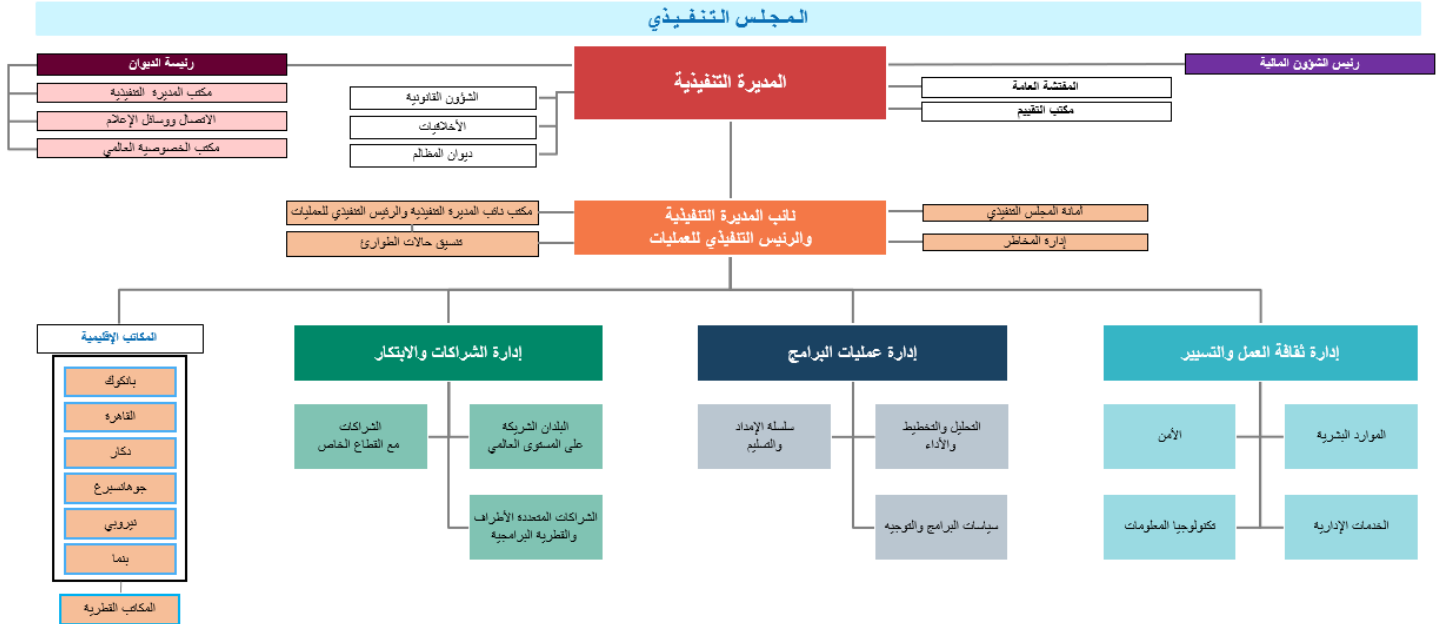 المجلس التنفيذي
رئيس الشؤون المالية
المديرة التنفيذية
رئيسة الديوان
المفتشة العامة
مكتب التقييم
الشؤون القانونية
الأخلاقيات
ديوان المظالم
مكتب المديرة التنفيذية
الاتصال ووسائل الإعلام
مكتب الخصوصية العالمي
أمانة المجلس التنفيذي
إدارة المخاطر
نائب المديرة التنفيذية
والرئيس التنفيذي للعمليات
مكتب نائب المديرة التنفيذية والرئيس التنفيذي للعمليات
تنسيق حالات الطوارئ
إدارة ثقافة العمل والتسيير
الموارد البشرية
الأمن
الخدمات الإدارية
تكنولوجيا المعلومات
إدارة عمليات البرامج
التحليل والتخطيط
والأداء
سلسلة الإمداد
والتسليم
سياسات البرامج والتوجيه
إدارة الشراكات والابتكار
البلدان الشريكة
على المستوى العالمي
الشراكات
مع القطاع الخاص
الشراكات المتعددة الأطراف
والقطرية البرامجية
المكاتب الإقليمية
بانكوك
القاهرة
دكار
جوهانسبرغ
نيروبي
بنما
المكاتب القطرية